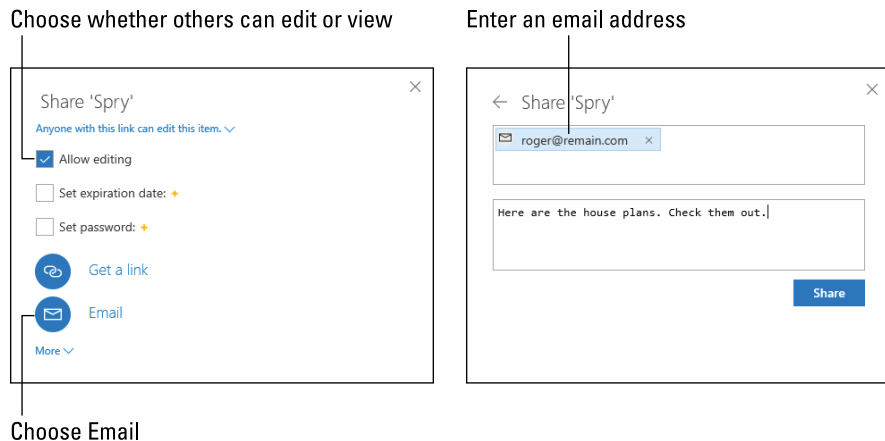 Choose whether others can edit or view
Share 'Spry'
Anyone with this link can edit this item.
Allow editing
Set expiration date:
Set password:
Get a link
Email
More
Choose Email
Enter an email address
Share 'Spry'
roger@remain.com
Here are the house plans. Check them out.
Share